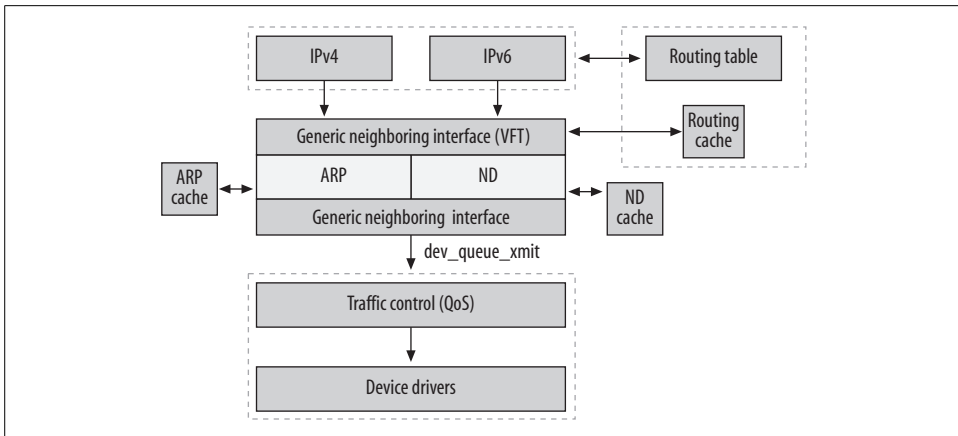 IPv4
IPv6
Routing table
Generic neighboring interface (VFT)
Routing
cache
ARP
cache
ARP
ND
ND
cache
Generic neighboring interface
dev_queue_xmit
Traffic control (QoS)
Device drivers